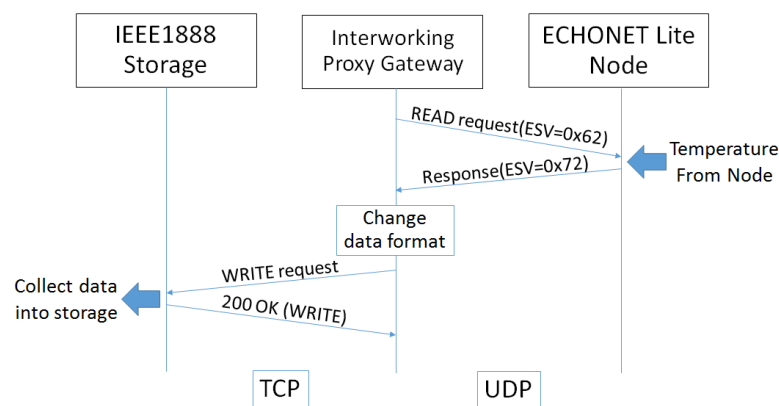 IEEE1888
Storage
Interworking
Proxy Gateway
ECHONET Lite
Node
READ request(ESV=0x62)
Temperature
From Node
Response(ESV=0x72)
Change
data format
WRITE request
Collect data
into storage
200 OK (WRITE)
TCP
UDP